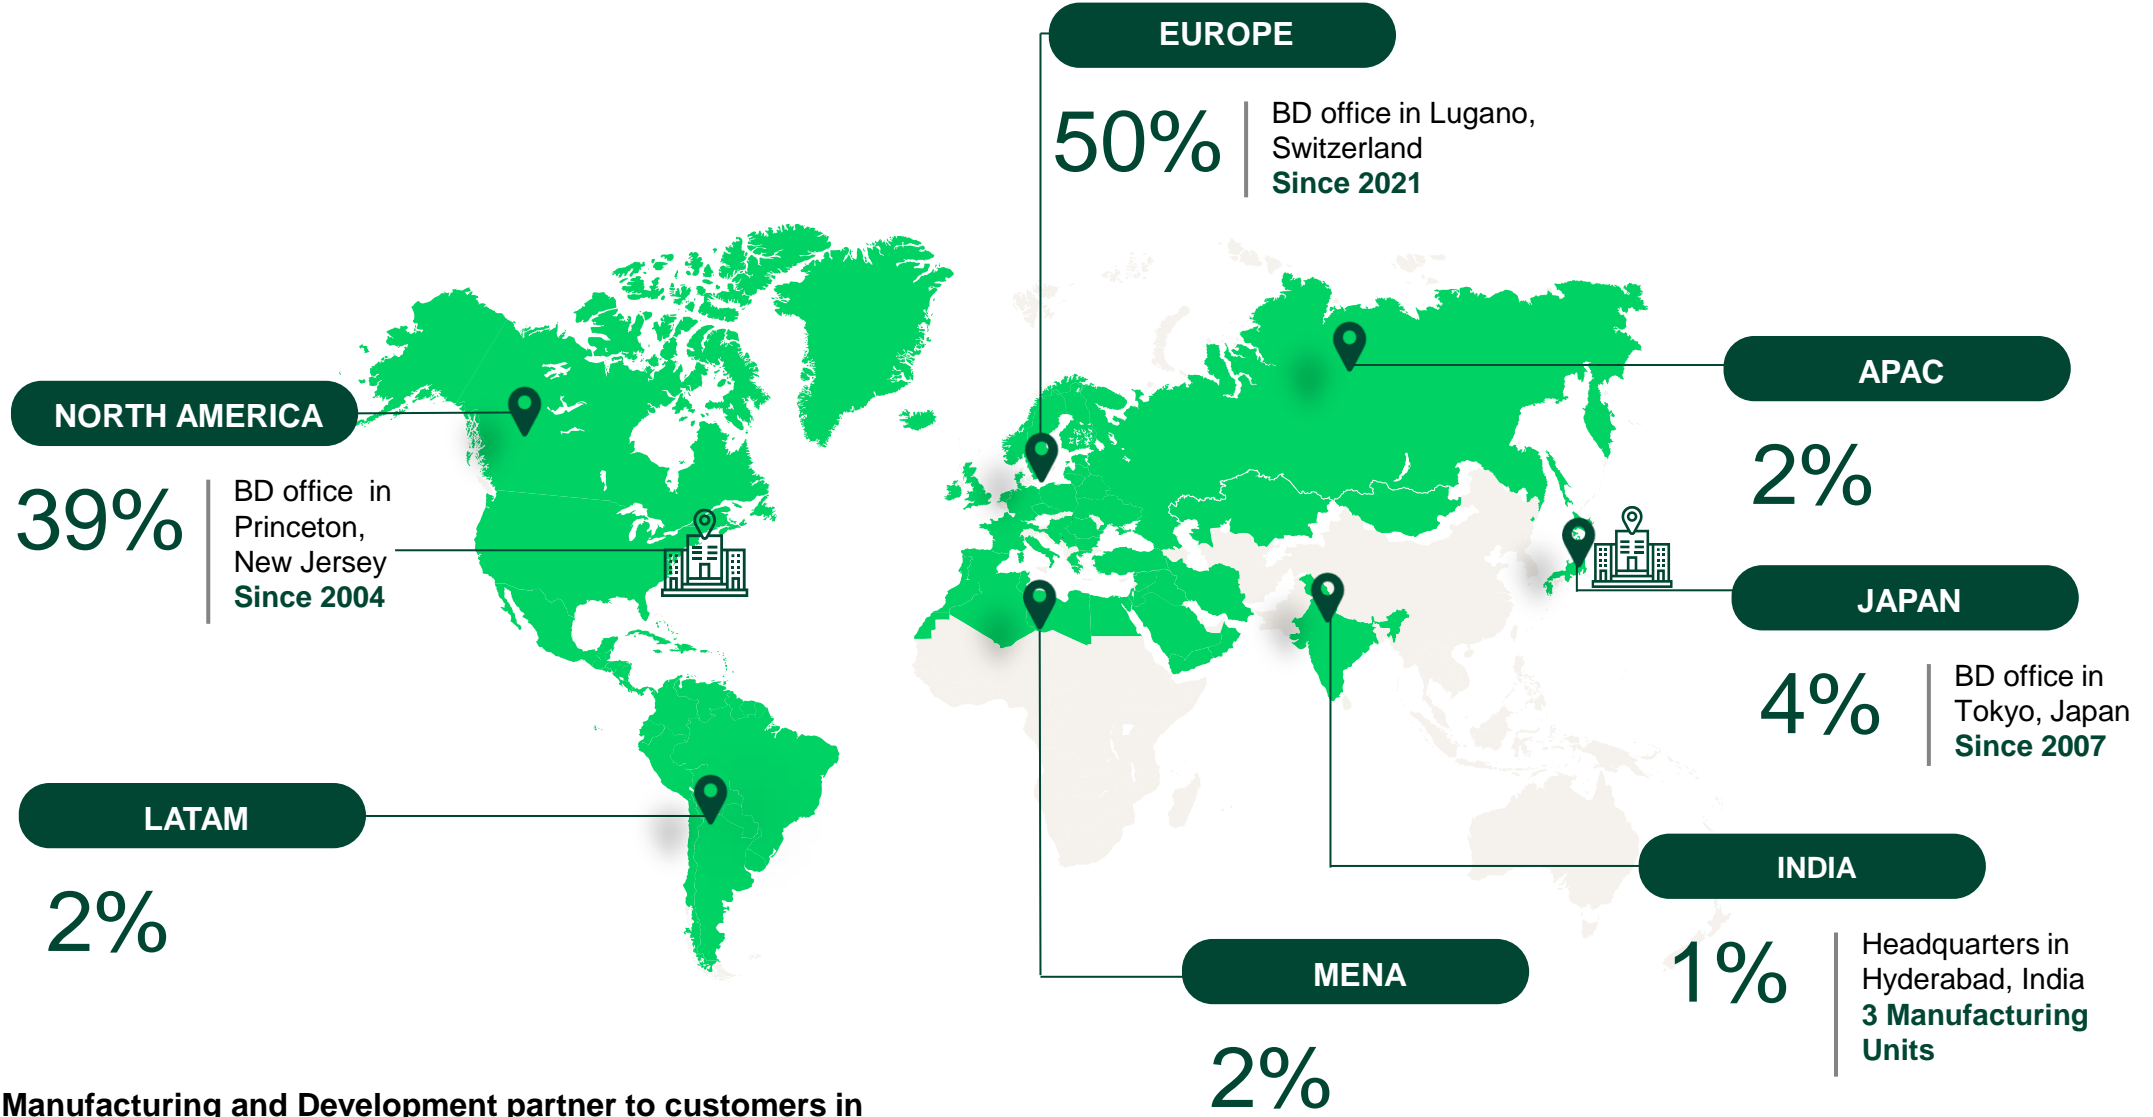 EUROPE
50%
BD office in Lugano,
Switzerland
Since 2021
NORTH AMERICA
39%
BD office in
Princeton,
New Jersey
Since 2004
APAC
2%
JAPAN
4%
BD office in
Tokyo, Japan
Since 2007
LATAM
2%
INDIA
1%
Headquarters in
Hyderabad, India
3 Manufacturing
Units
MENA
2%
Manufacturing and Development partner to customers in